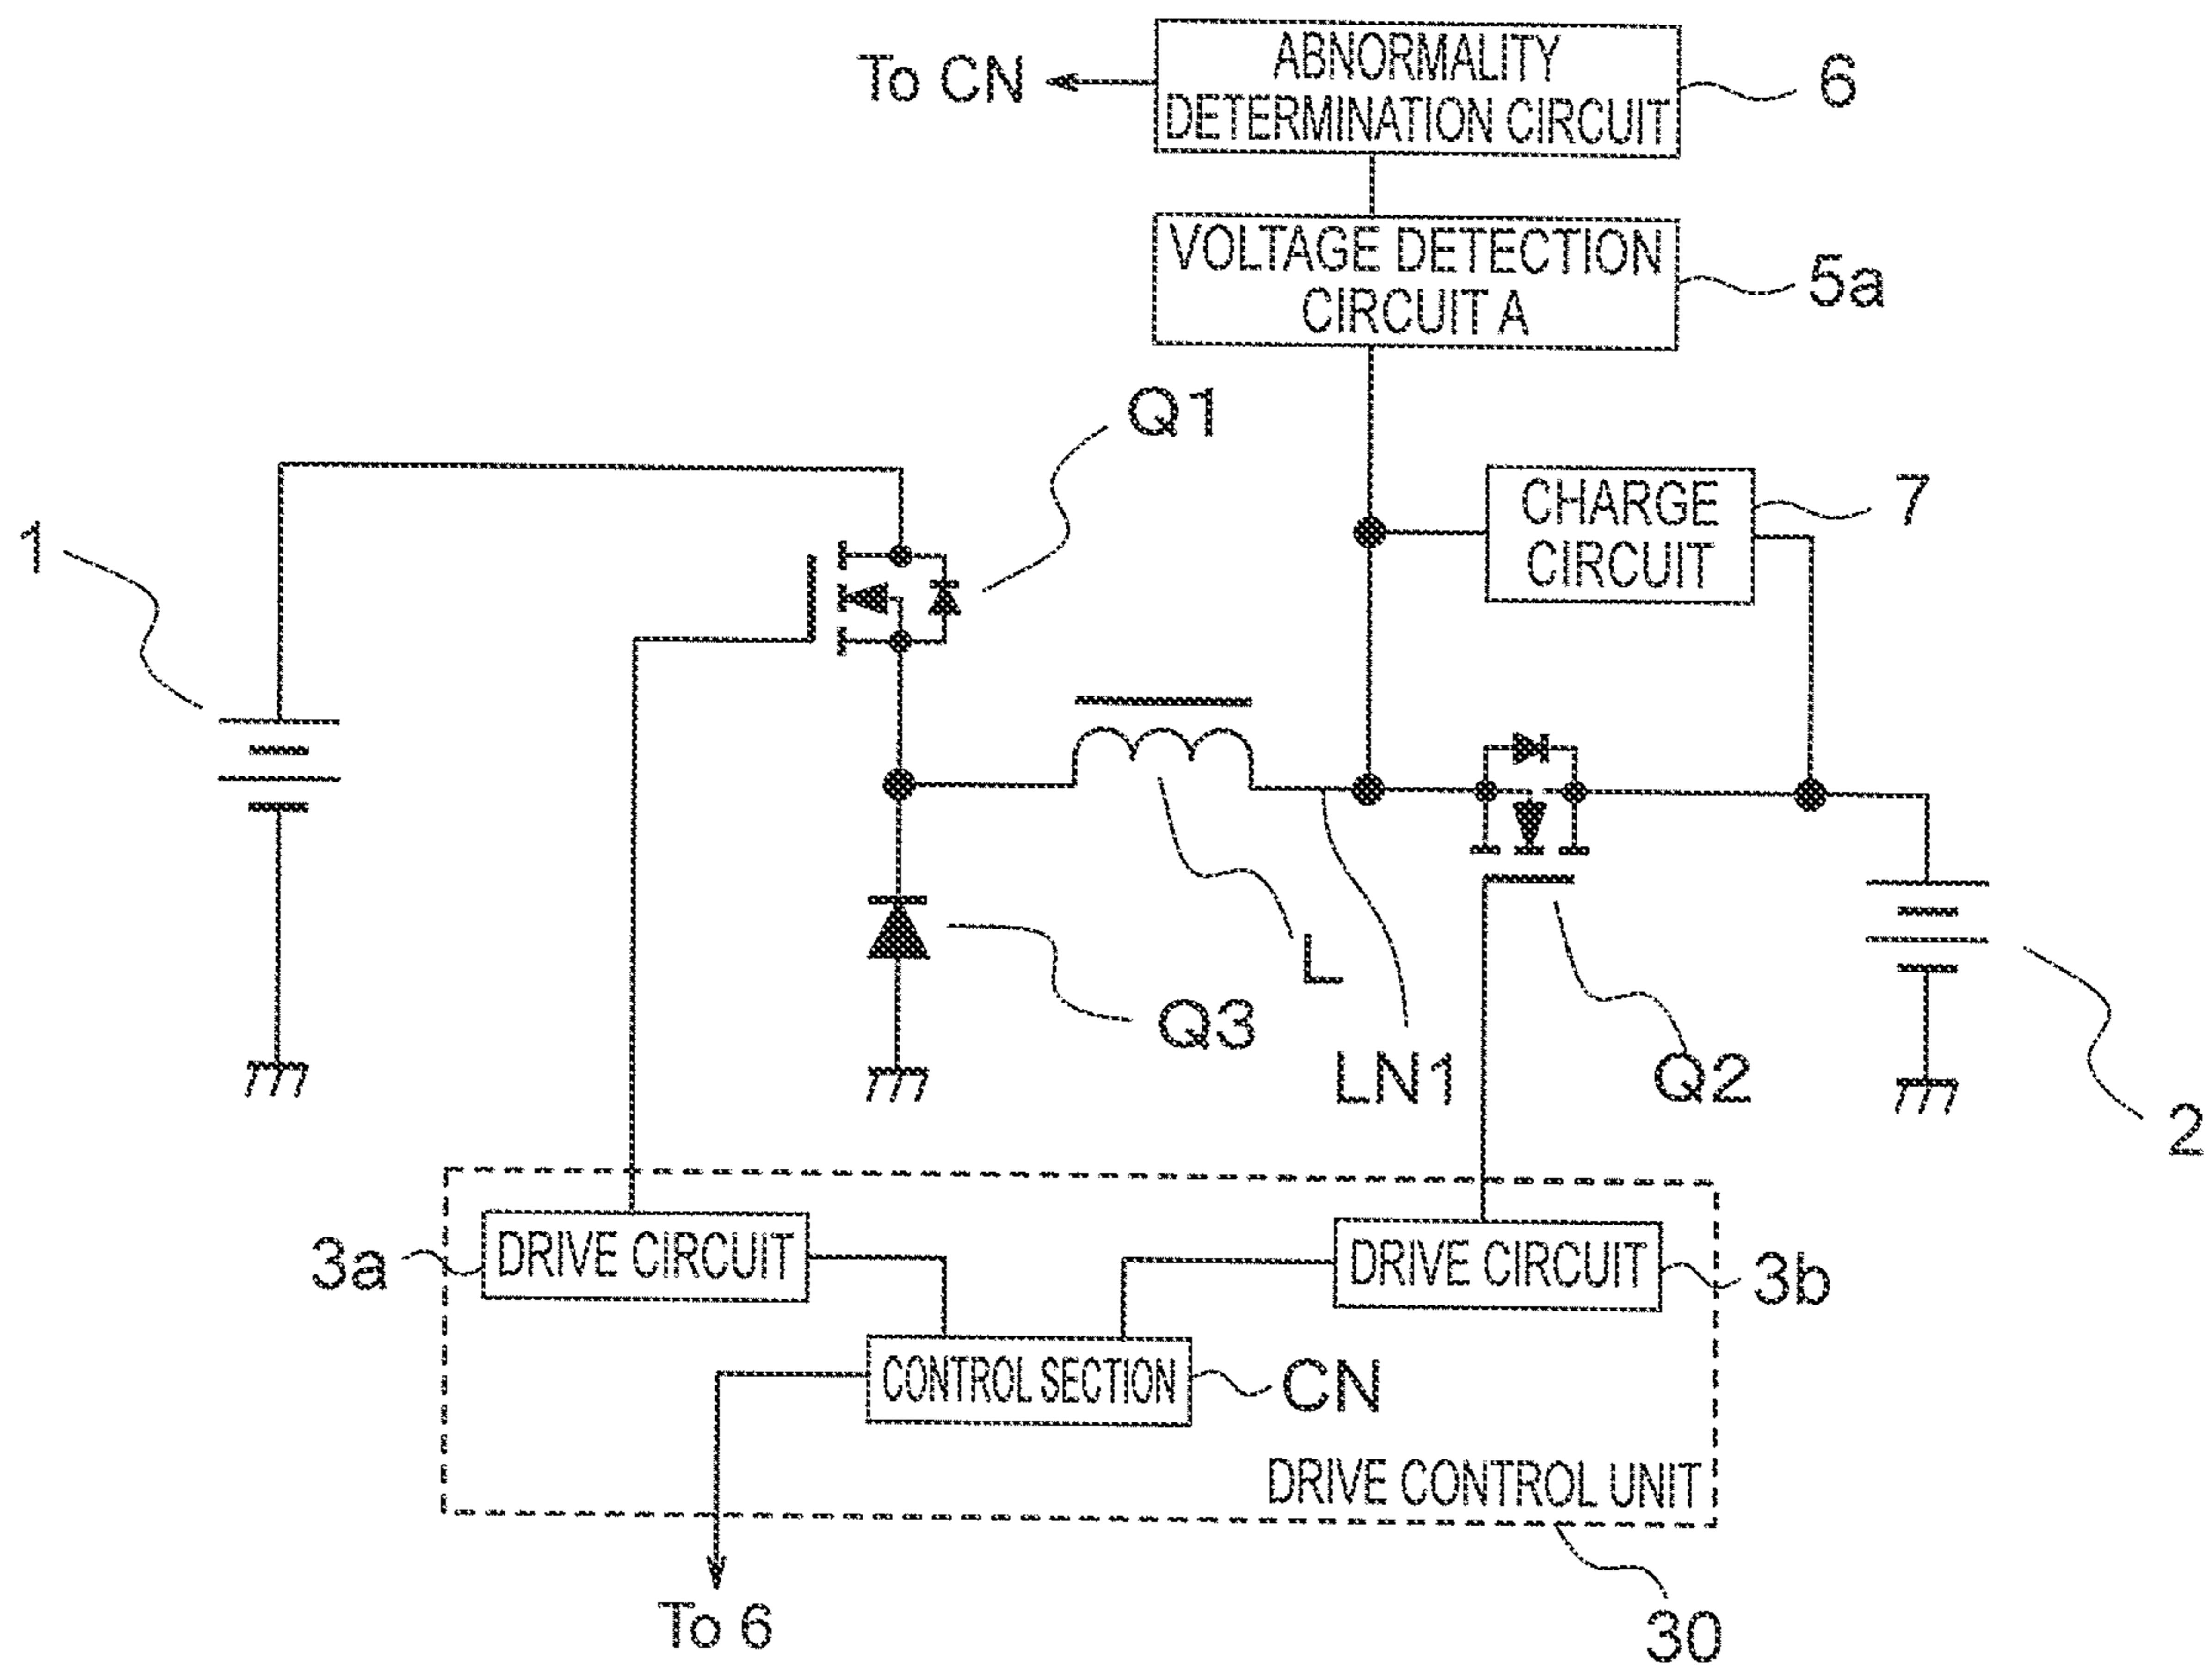 To CN
ABNORMALITY
DETERMINATION CIRCUIT
6
VOLTAGE DETECTION
CIRCUIT A
5a
Q1
CHARGE
CIRCUIT
7
1
L
Q3
LN1
Q2
2
3a
DRIVE CIRCUIT
DRIVE CIRCUIT
3b
CONTROL SECTION
CN
DRIVE CONTROL UNIT
To 6
30